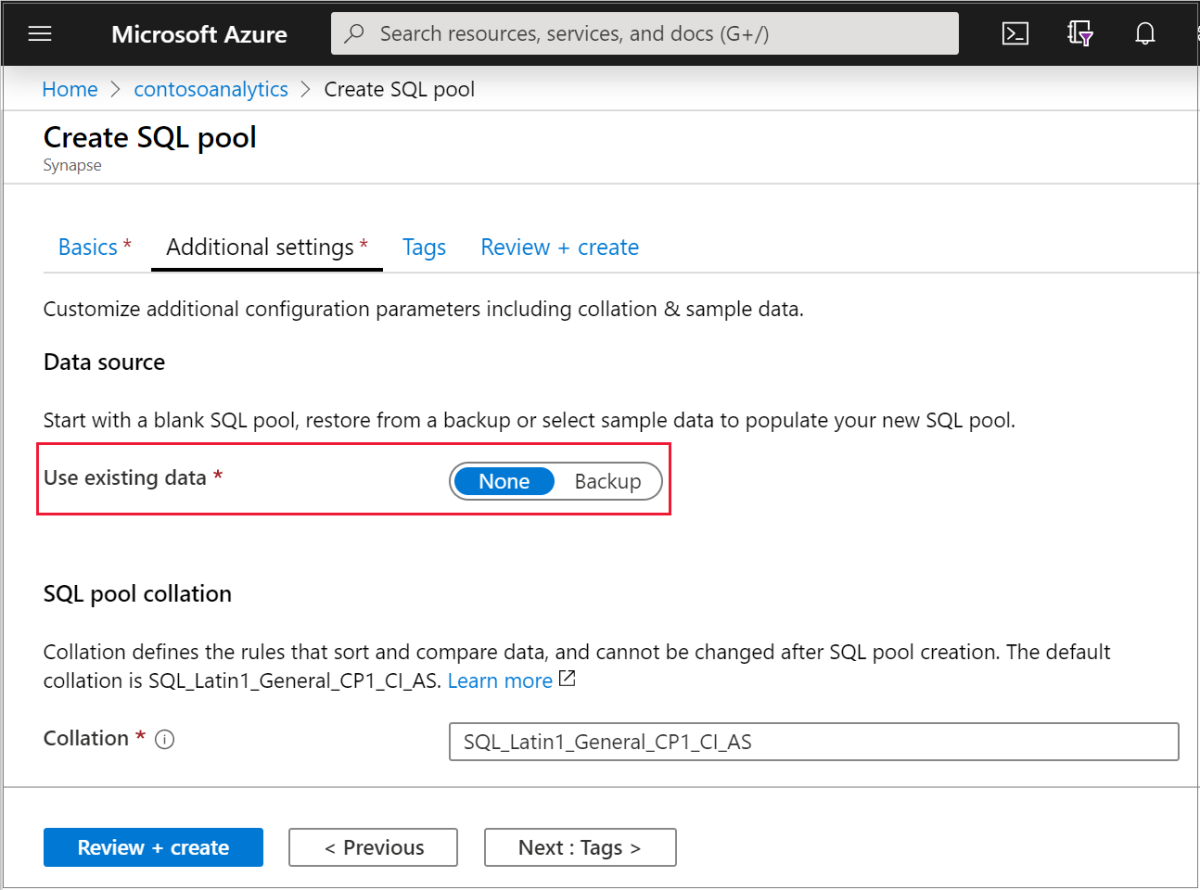 Microsoft Azure
Search resources, services, and docs (G+/)
Home > contosoanalytics > Create SQL pool
Create SQL pool
Synapse
Basics * Additional settings * Tags Review + create
Customize additional configuration parameters including collation & sample data.
Data source
Start with a blank SQL pool, restore from a backup or select sample data to populate your new SQL pool.
Use existing data * None Backup
SQL pool collation
Collation defines the rules that sort and compare data, and cannot be changed after SQL pool creation. The default
collation is SQL_Latin1_General_CP1_CI_AS. Learn more
Collation * SQL_Latin1_General_CP1_CI_AS
Review + create < Previous Next : Tags >